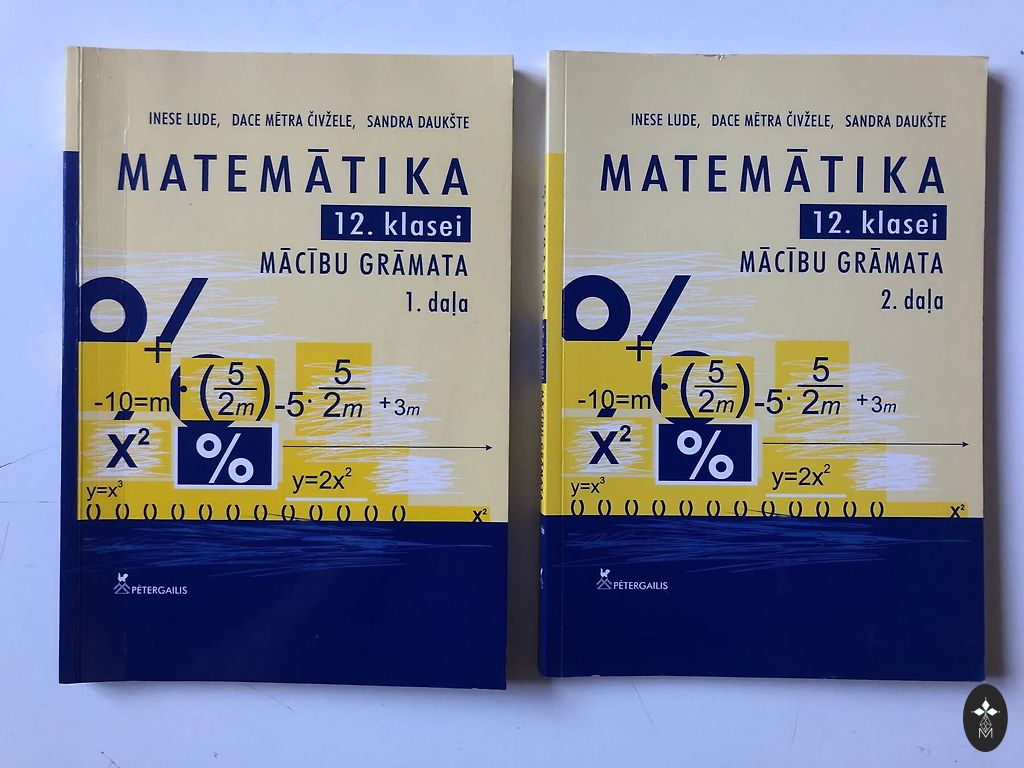 INESE LUDE, DACE MĒTRA ČIVŽELE, SANDRA DAUKŠTE
MATEMĀTIKA
12. klasei
MĀCĪBU GRĀMATA
1. daļa
%
+
-10=m · (5/2m) -5· 5/2m +3m
x²
%
y=2x²
y=x³
() () () () () () () () () () () ()
x²
PĒTERGAILIS
INESE LUDE, DACE MĒTRA ČIVŽELE, SANDRA DAUKŠTE
MATEMĀTIKA
12. klasei
MĀCĪBU GRĀMATA
2. daļa
%
+
-10=m · (5/2m) -5· 5/2m +3m
x²
%
y=2x²
y=x³
() () () () () () () () () () () ()
x²
PĒTERGAILIS
M